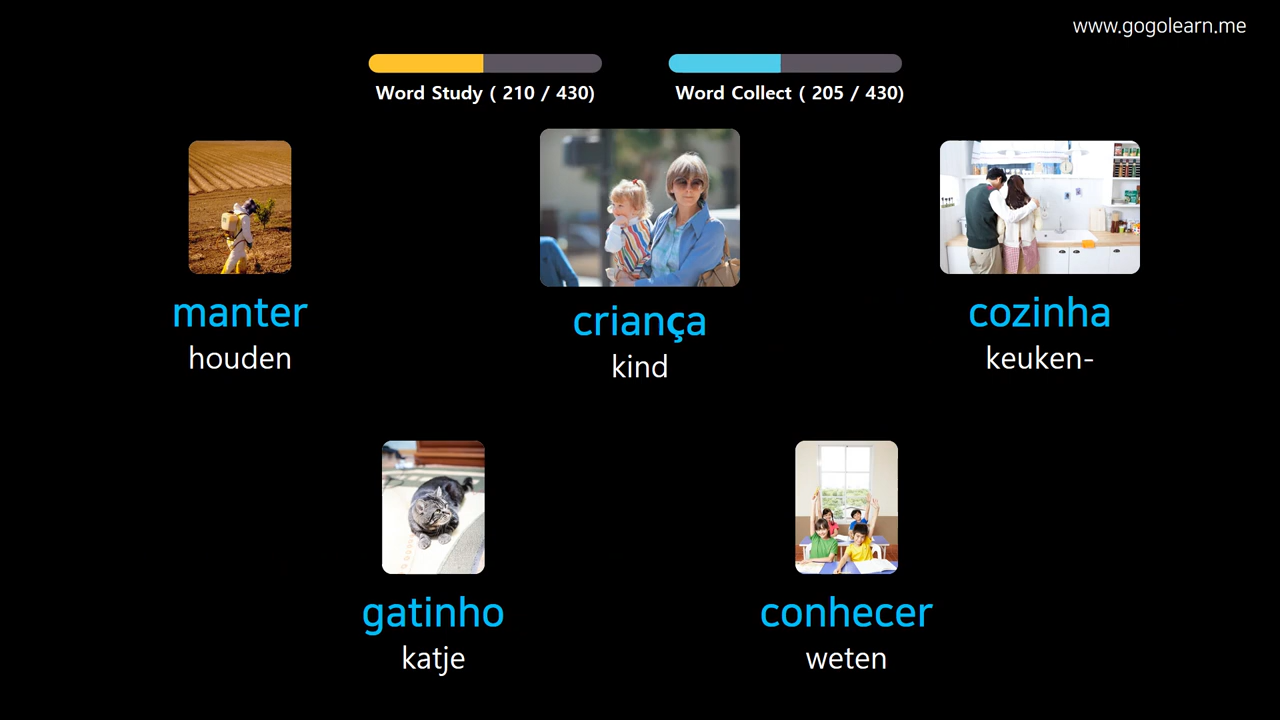 www.gogolearn.me
Word Study ( 210 / 430)
Word Collect ( 205 / 430)
manter
houden
criança
kind
cozinha
keuken-
gatinho
katje
conhecer
weten